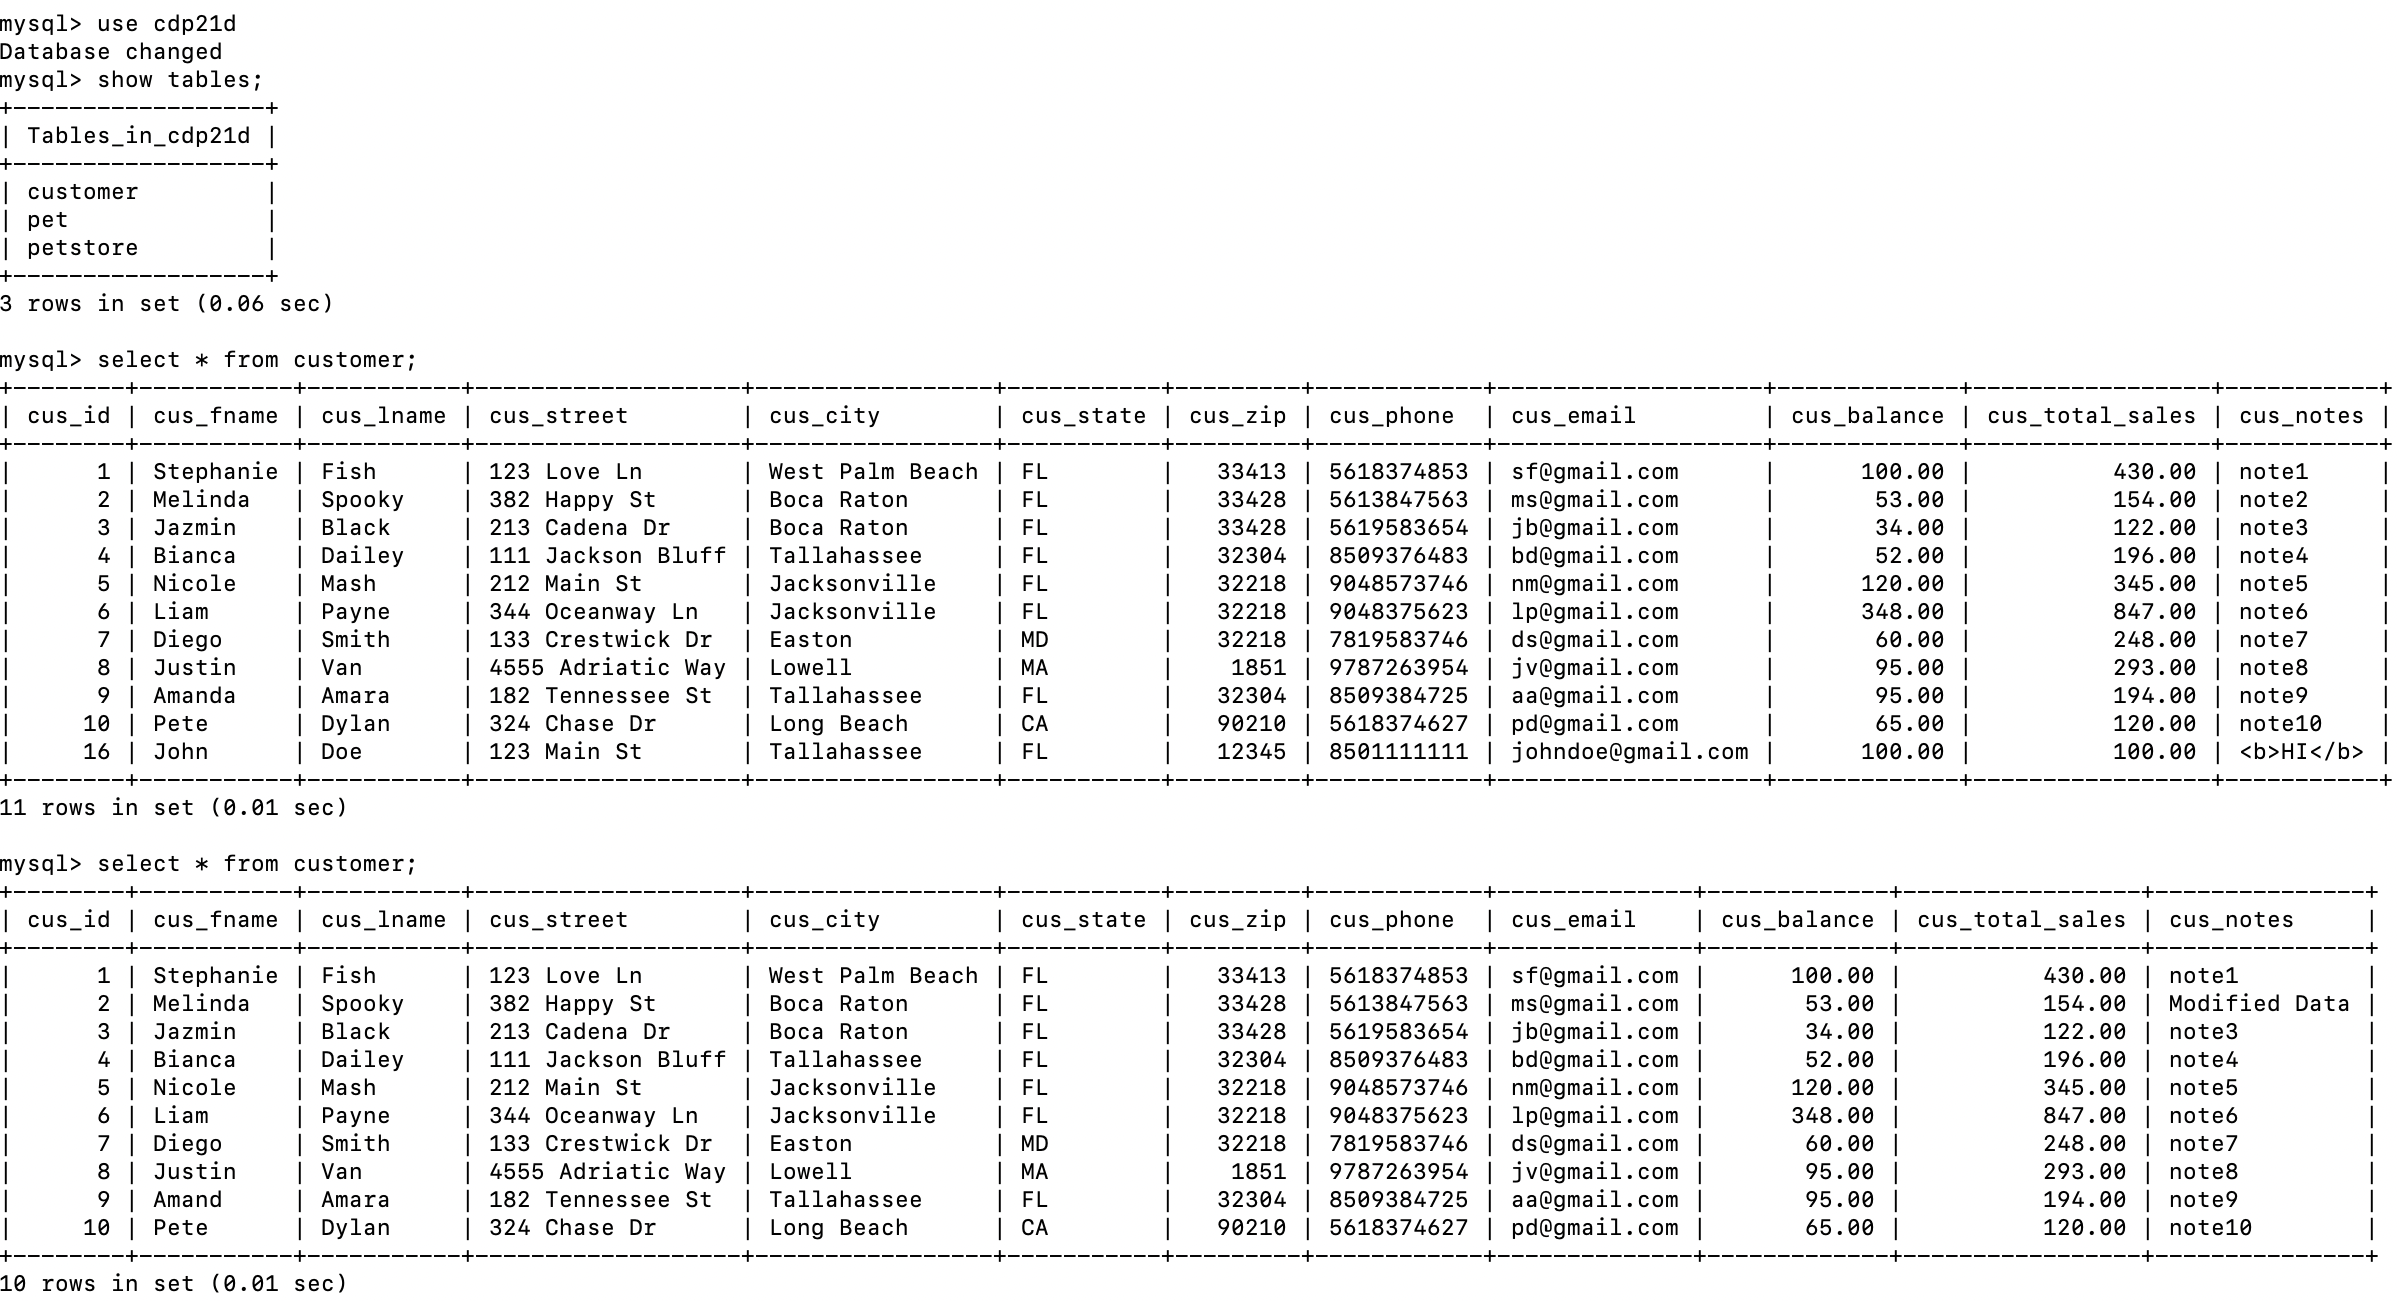 mysql> use cdp21d
Database changed
mysql> show tables;
+------------------+
| Tables_in_cdp21d |
+------------------+
| customer         |
| pet              |
| petstore         |
+------------------+
3 rows in set (0.06 sec)

mysql> select * from customer;
+--------+-----------+-----------+-------------------+-----------------+-----------+---------+------------+-------------------+-------------+-----------------+-----------+
| cus_id | cus_fname | cus_lname | cus_street        | cus_city        | cus_state | cus_zip | cus_phone  | cus_email         | cus_balance | cus_total_sales | cus_notes |
+--------+-----------+-----------+-------------------+-----------------+-----------+---------+------------+-------------------+-------------+-----------------+-----------+
|      1 | Stephanie | Fish      | 123 Love Ln       | West Palm Beach | FL        |   33413 | 5618374853 | sf@gmail.com      |      100.00 |          430.00 | note1     |
|      2 | Melinda   | Spooky    | 382 Happy St      | Boca Raton      | FL        |   33428 | 5613847563 | ms@gmail.com      |       53.00 |          154.00 | note2     |
|      3 | Jazmin    | Black     | 213 Cadena Dr     | Boca Raton      | FL        |   33428 | 5619583654 | jb@gmail.com      |       34.00 |          122.00 | note3     |
|      4 | Bianca    | Dailey    | 111 Jackson Bluff | Tallahassee     | FL        |   32304 | 8509376483 | bd@gmail.com      |       52.00 |          196.00 | note4     |
|      5 | Nicole    | Mash      | 212 Main St       | Jacksonville    | FL        |   32218 | 9048573746 | nm@gmail.com      |      120.00 |          345.00 | note5     |
|      6 | Liam      | Payne     | 344 Oceanway Ln   | Jacksonville    | FL        |   32218 | 9048375623 | lp@gmail.com      |      348.00 |          847.00 | note6     |
|      7 | Diego     | Smith     | 133 Crestwick Dr  | Easton          | MD        |   32218 | 7819583746 | ds@gmail.com      |       60.00 |          248.00 | note7     |
|      8 | Justin    | Van       | 4555 Adriatic Way | Lowell          | MA        |    1851 | 9787263954 | jv@gmail.com      |       95.00 |          293.00 | note8     |
|      9 | Amanda    | Amara     | 182 Tennessee St  | Tallahassee     | FL        |   32304 | 8509384725 | aa@gmail.com      |       95.00 |          194.00 | note9     |
|     10 | Pete      | Dylan     | 324 Chase Dr      | Long Beach      | CA        |   90210 | 5618374627 | pd@gmail.com      |       65.00 |          120.00 | note10    |
|     16 | John      | Doe       | 123 Main St       | Tallahassee     | FL        |   12345 | 8501111111 | johndoe@gmail.com |      100.00 |          100.00 | <b>HI</b> |
+--------+-----------+-----------+-------------------+-----------------+-----------+---------+------------+-------------------+-------------+-----------------+-----------+
11 rows in set (0.01 sec)

mysql> select * from customer;
+--------+-----------+-----------+-------------------+-----------------+-----------+---------+------------+--------------+-------------+-----------------+---------------+
| cus_id | cus_fname | cus_lname | cus_street        | cus_city        | cus_state | cus_zip | cus_phone  | cus_email    | cus_balance | cus_total_sales | cus_notes     |
+--------+-----------+-----------+-------------------+-----------------+-----------+---------+------------+--------------+-------------+-----------------+---------------+
|      1 | Stephanie | Fish      | 123 Love Ln       | West Palm Beach | FL        |   33413 | 5618374853 | sf@gmail.com |      100.00 |          430.00 | note1         |
|      2 | Melinda   | Spooky    | 382 Happy St      | Boca Raton      | FL        |   33428 | 5613847563 | ms@gmail.com |       53.00 |          154.00 | Modified Data |
|      3 | Jazmin    | Black     | 213 Cadena Dr     | Boca Raton      | FL        |   33428 | 5619583654 | jb@gmail.com |       34.00 |          122.00 | note3         |
|      4 | Bianca    | Dailey    | 111 Jackson Bluff | Tallahassee     | FL        |   32304 | 8509376483 | bd@gmail.com |       52.00 |          196.00 | note4         |
|      5 | Nicole    | Mash      | 212 Main St       | Jacksonville    | FL        |   32218 | 9048573746 | nm@gmail.com |      120.00 |          345.00 | note5         |
|      6 | Liam      | Payne     | 344 Oceanway Ln   | Jacksonville    | FL        |   32218 | 9048375623 | lp@gmail.com |      348.00 |          847.00 | note6         |
|      7 | Diego     | Smith     | 133 Crestwick Dr  | Easton          | MD        |   32218 | 7819583746 | ds@gmail.com |       60.00 |          248.00 | note7         |
|      8 | Justin    | Van       | 4555 Adriatic Way | Lowell          | MA        |    1851 | 9787263954 | jv@gmail.com |       95.00 |          293.00 | note8         |
|      9 | Amand     | Amara     | 182 Tennessee St  | Tallahassee     | FL        |   32304 | 8509384725 | aa@gmail.com |       95.00 |          194.00 | note9         |
|     10 | Pete      | Dylan     | 324 Chase Dr      | Long Beach      | CA        |   90210 | 5618374627 | pd@gmail.com |       65.00 |          120.00 | note10        |
+--------+-----------+-----------+-------------------+-----------------+-----------+---------+------------+--------------+-------------+-----------------+---------------+
10 rows in set (0.01 sec)